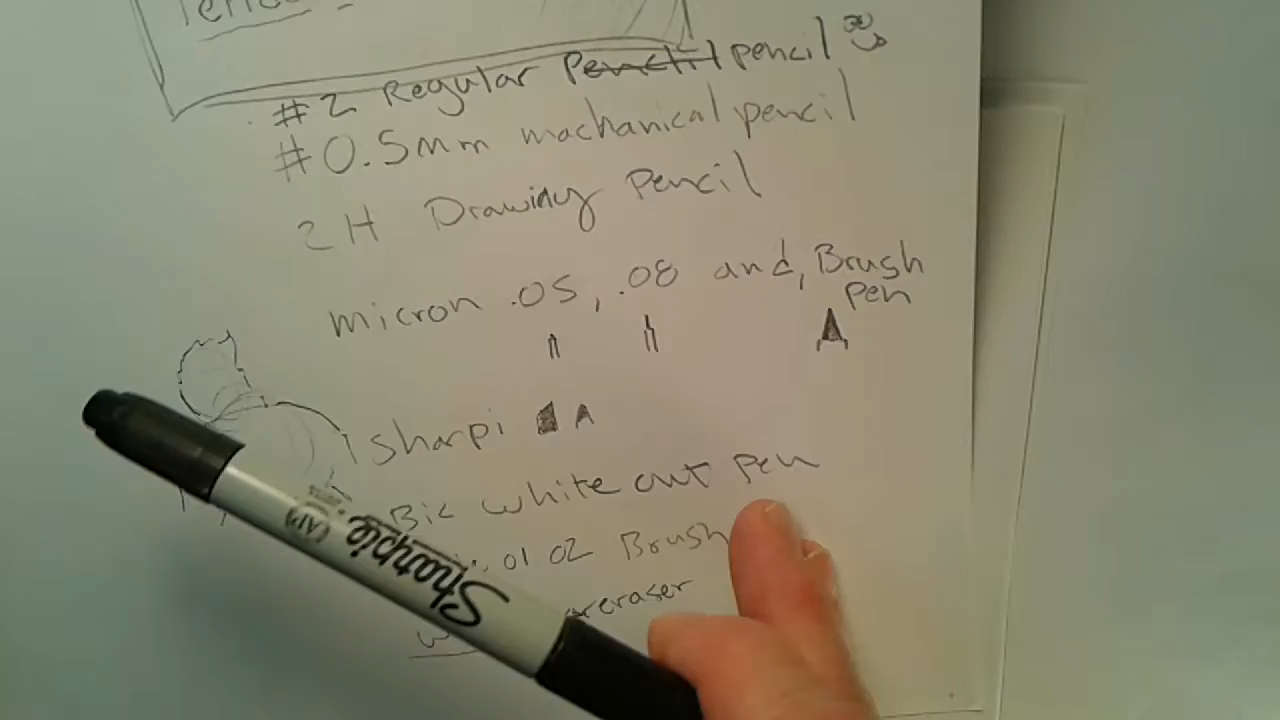 #2 Regular Penchil pencil
#0.5mm machanical pencil
2H Drawing Pencil
micron .05, .08 and, Brush
pen
sharpi
Bic white out pen
.01 02 Brush
eraser
Sharpie